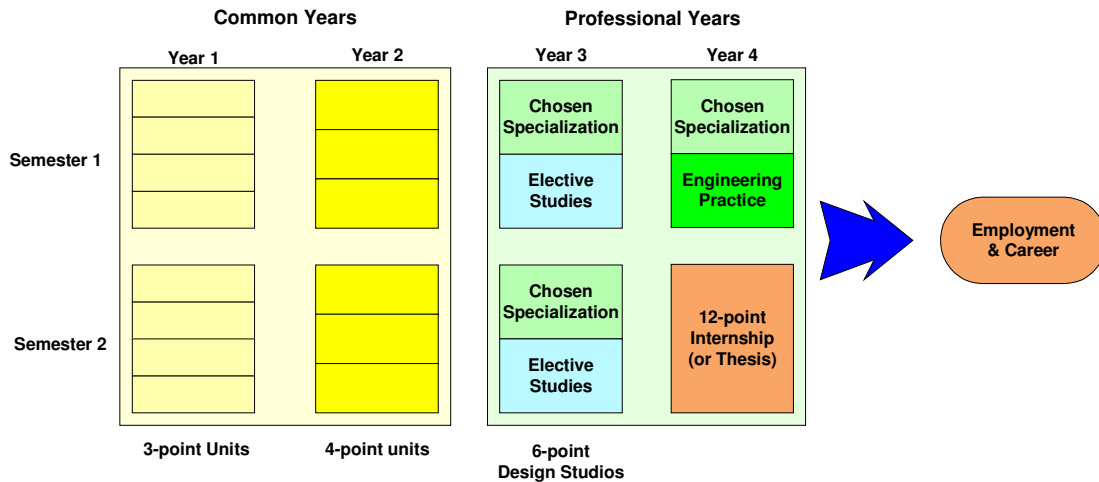 Common Years
Professional Years
Year 1
Year 2
Year 3
Year 4
Semester 1
Chosen
Specialization
Elective
Studies
Chosen
Specialization
Engineering
Practice
Employment
& Career
Semester 2
Chosen
Specialization
Elective
Studies
12-point
Internship
(or Thesis)
3-point Units
4-point units
6-point
Design Studios